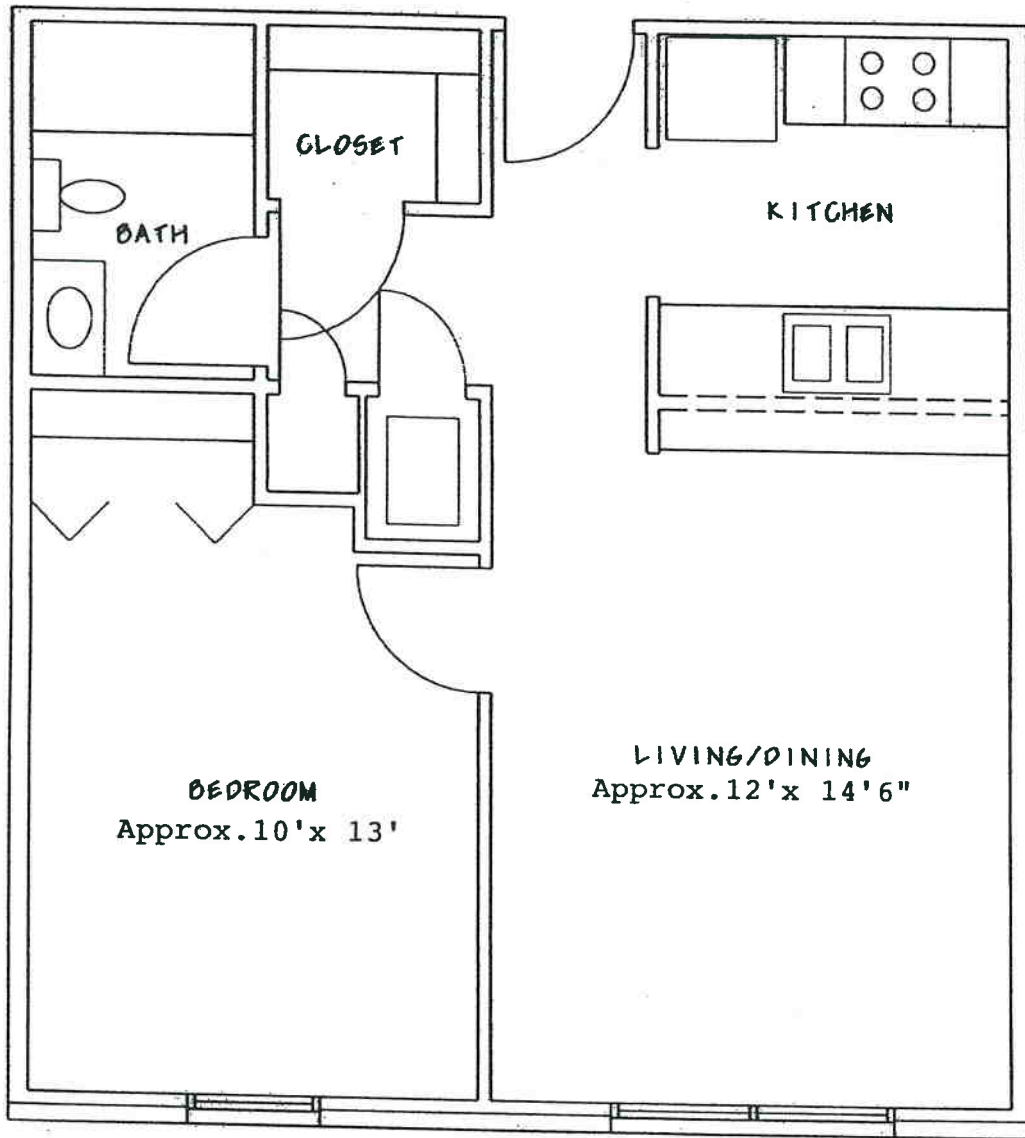 CLOSET
BATH
KITCHEN
BEDROOM
Approx.10'x 13'
LIVING/DINING
Approx.12'x 14'6"